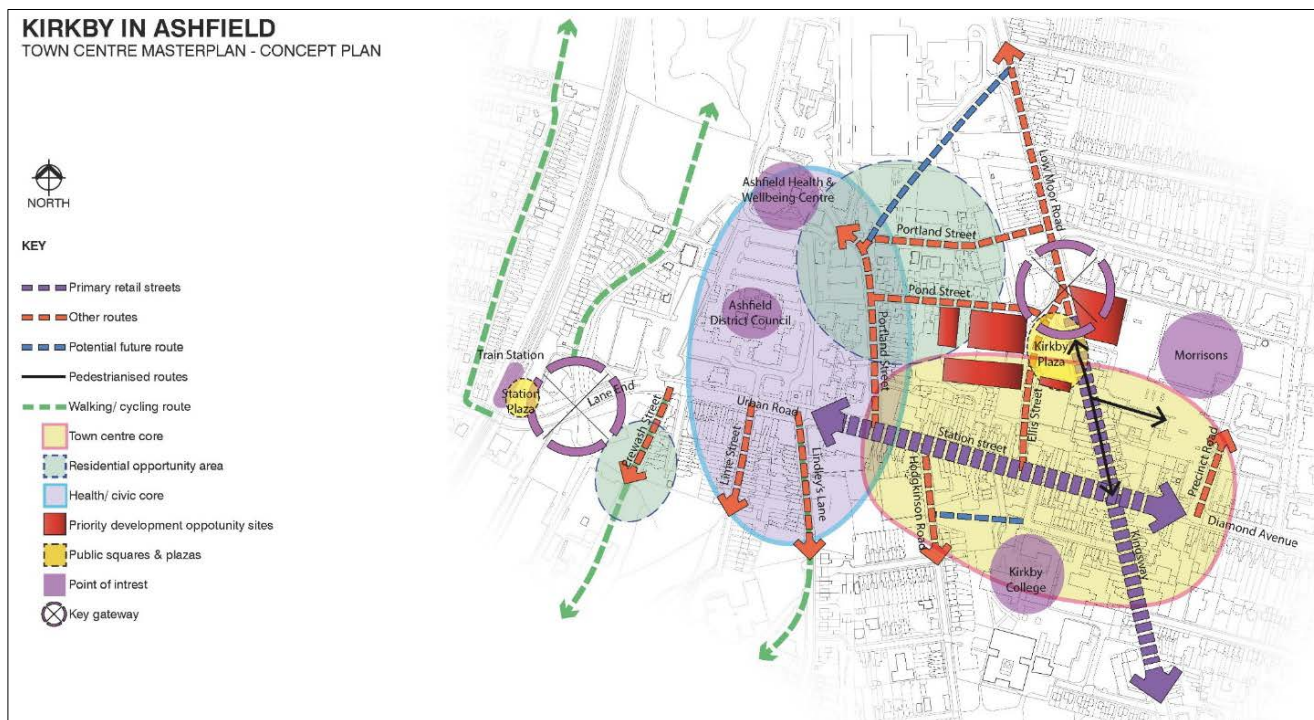 KIRKBY IN ASHFIELD
TOWN CENTRE MASTERPLAN - CONCEPT PLAN
NORTH
KEY
Primary retail streets
Other routes
Potential future route
Pedestrianised routes
Walking/ cycling route
Town centre core
Residential opportunity area
Health/ civic core
Priority development oppotunity sites
Public squares & plazas
Point of intrest
Key gateway
Ashfield Health &
Wellbeing Centre
Low Moor Road
Portland Street
Pond Street
Ashfield
District Council
Portland Street
Kirkby
Plaza
Morrisons
Train Station
Station
Plaza
Lane End
Prewash Street
Urban Road
Lime Street
Lindley's Lane
Station street
Ellis Street
Hodgkinson Road
Precinct Road
Diamond Avenue
Kingsway
Kirkby
College